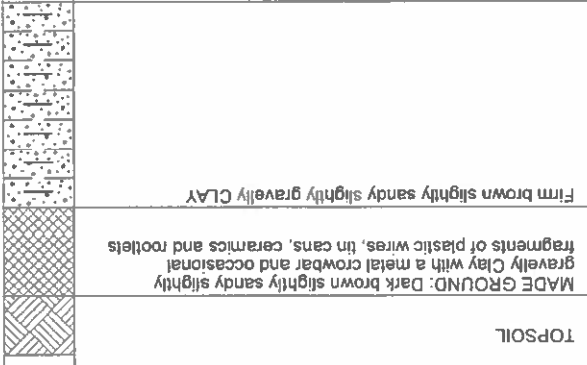 TOPSOIL
MADE GROUND: Dark brown slightly sandy slightly
gravelly Clay with a metal crowbar and occasional
fragments of plastic wires, tin cans, ceramics and rootlets
Firm brown slightly sandy slightly gravelly CLAY